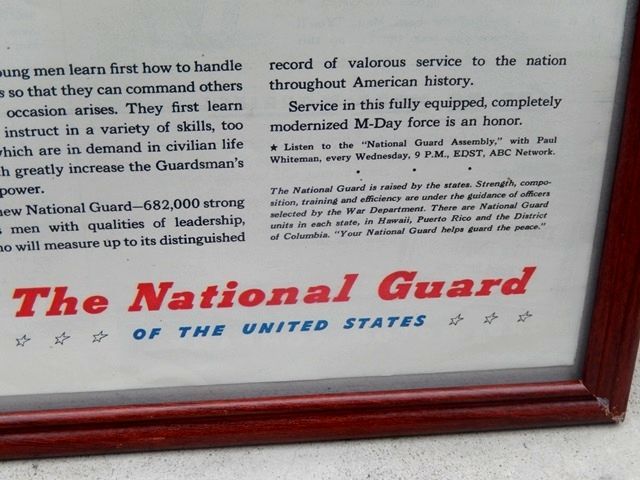 oung men learn first how to handle
s so that they can command others
occasion arises. They first learn
instruct in a variety of skills, too
which are in demand in civilian life
h greatly increase the Guardsman's
power.
new National Guard—682,000 strong
s men with qualities of leadership,
ho will measure up to its distinguished
record of valorous service to the nation
throughout American history.
Service in this fully equipped, completely
modernized M-Day force is an honor.
★ Listen to the "National Guard Assembly," with Paul
Whiteman, every Wednesday, 9 P.M., EDST, ABC Network.
• • •
The National Guard is raised by the states. Strength, compo-
sition, training and efficiency are under the guidance of officers
selected by the War Department. There are National Guard
units in each state, in Hawaii, Puerto Rico and the District
of Columbia. "Your National Guard helps guard the peace."
The National Guard
☆ ☆ ☆ OF THE UNITED STATES ☆ ☆ ☆